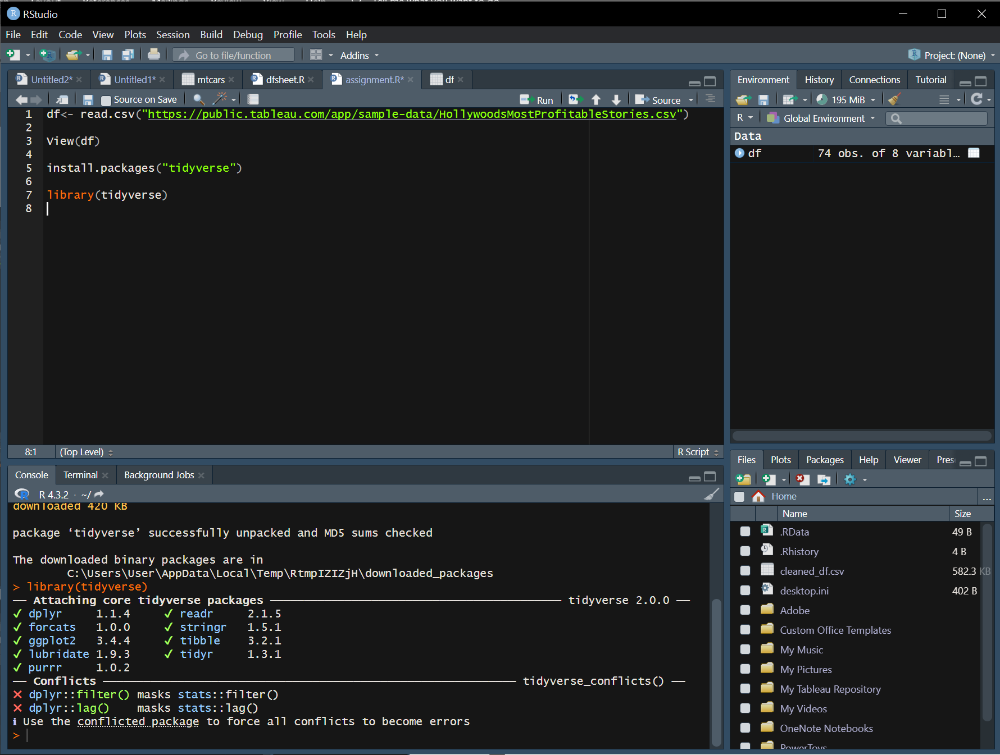 RStudio
File Edit Code View Plots Session Build Debug Profile Tools Help
Go to file/function Addins Project: (None)
Untitled2* Untitled1* mtcars dfsheet.R assignment.R* df
Source on Save Run Source
1 df<- read.csv("https://public.tableau.com/app/sample-data/HollywoodsMostProfitableStories.csv")
2
3 View(df)
4
5 install.packages("tidyverse")
6
7 library(tidyverse)
8
8:1 (Top Level) R Script
Console Terminal Background Jobs
R 4.3.2 · ~/
downloaded 420 KB
package ‘tidyverse’ successfully unpacked and MD5 sums checked
The downloaded binary packages are in
C:\Users\User\AppData\Local\Temp\RtmpIZIZjH\downloaded_packages
> library(tidyverse)
── Attaching core tidyverse packages ─────────────── tidyverse 2.0.0 ──
✔ dplyr 1.1.4 ✔ readr 2.1.5
✔ forcats 1.0.0 ✔ stringr 1.5.1
✔ ggplot2 3.4.4 ✔ tibble 3.2.1
✔ lubridate 1.9.3 ✔ tidyr 1.3.1
✔ purrr 1.0.2
── Conflicts ─────────────── tidyverse_conflicts() ──
✖ dplyr::filter() masks stats::filter()
✖ dplyr::lag() masks stats::lag()
ℹ Use the conflicted package to force all conflicts to become errors
>
Environment History Connections Tutorial
195 MiB
R Global Environment
Data
df 74 obs. of 8 variabl…
Files Plots Packages Help Viewer Pres
Home ...
Name Size
.RData 49 B
.Rhistory 4 B
cleaned_df.csv 582.3 KB
desktop.ini 402 B
Adobe
Custom Office Templates
My Music
My Pictures
My Tableau Repository
My Videos
OneNote Notebooks
PowerToys